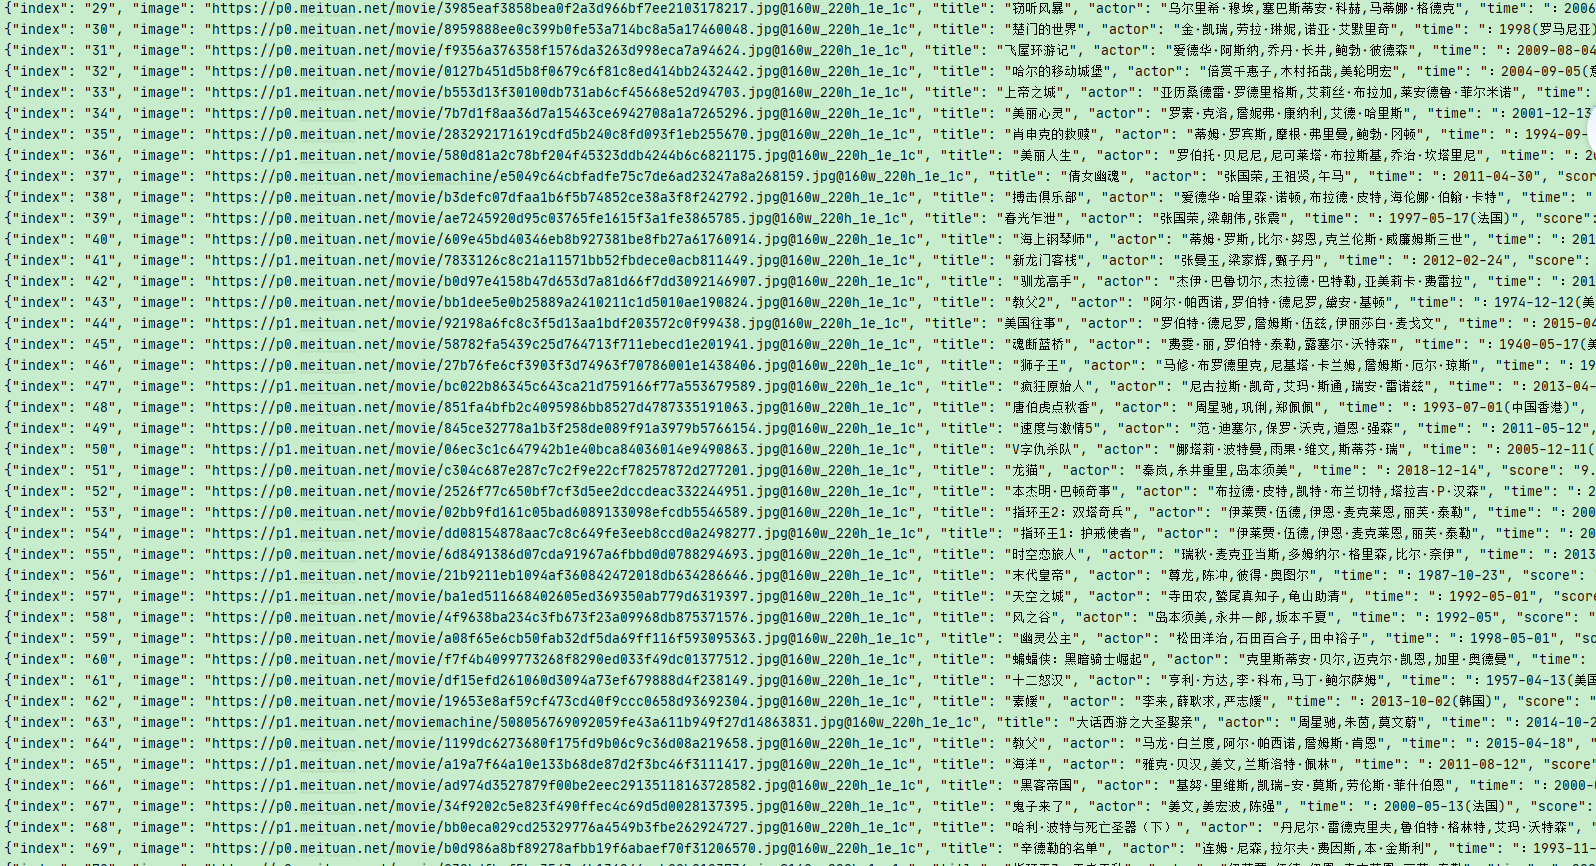 {"index": "29", "image": "https://p0.meituan.net/movie/3985eaf3858bea0f2a3d966bf7ee2103178217.jpg@160w_220h_1e_1c", "title": "窃听风暴", "actor": "乌尔里希·穆埃,塞巴斯蒂安·科赫,马蒂娜·格德克", "time": ": 2006
{"index": "30", "image": "https://p0.meituan.net/movie/8959888ee0c399b0fe53a714bc8a5a17460048.jpg@160w_220h_1e_1c", "title": "楚门的世界", "actor": "金·凯瑞,劳拉·琳妮,诺亚·艾默里奇", "time": ": 1998(罗马尼亚)
{"index": "31", "image": "https://p0.meituan.net/movie/f9356a376358f1576da3263d998eca7a94624.jpg@160w_220h_1e_1c", "title": "飞屋环游记", "actor": "爱德华·阿斯纳,乔丹·长井,鲍勃·彼德森", "time": ": 2009-08-04
{"index": "32", "image": "https://p0.meituan.net/movie/0127b451d5b8f0679c6f81c8ed414bb2432442.jpg@160w_220h_1e_1c", "title": "哈尔的移动城堡", "actor": "倍赏千惠子,木村拓哉,美轮明宏", "time": ": 2004-09-05(意
{"index": "33", "image": "https://p1.meituan.net/movie/b553d13f30100db731ab6cf45668e52d94703.jpg@160w_220h_1e_1c", "title": "上帝之城", "actor": "亚历桑德雷·罗德里格斯,艾莉丝·布拉加,莱安德鲁·菲尔米诺", "time":
{"index": "34", "image": "https://p0.meituan.net/movie/7b7d1f8aa36d7a15463ce6942708a1a7265296.jpg@160w_220h_1e_1c", "title": "美丽心灵", "actor": "罗素·克洛,詹妮弗·康纳利,艾德·哈里斯", "time": ": 2001-12-13
{"index": "35", "image": "https://p0.meituan.net/movie/283292171619cdfd5b240c8fd093f1eb255670.jpg@160w_220h_1e_1c", "title": "肖申克的救赎", "actor": "蒂姆·罗宾斯,摩根·弗里曼,鲍勃·冈顿", "time": ": 1994-09-
{"index": "36", "image": "https://p1.meituan.net/movie/580d81a2c78bf204f45323ddb4244b6c6821175.jpg@160w_220h_1e_1c", "title": "美丽人生", "actor": "罗伯托·贝尼尼,尼可莱塔·布拉斯基,乔治·坎塔里尼", "time": ": 2
{"index": "37", "image": "https://p0.meituan.net/moviemachine/e5049c64cbfadfe75c7de6ad23247a8a268159.jpg@160w_220h_1e_1c", "title": "倩女幽魂", "actor": "张国荣,王祖贤,午马", "time": ": 2011-04-30", "scor
{"index": "38", "image": "https://p0.meituan.net/movie/b3defc07dfaa1b6f5b74852ce38a3f8f242792.jpg@160w_220h_1e_1c", "title": "搏击俱乐部", "actor": "爱德华·哈里森·诺顿,布拉德·皮特,海伦娜·伯翰·卡特", "time": ":
{"index": "39", "image": "https://p0.meituan.net/movie/ae7245920d95c03765fe1615f3a1fe3865785.jpg@160w_220h_1e_1c", "title": "春光乍泄", "actor": "张国荣,梁朝伟,张震", "time": ": 1997-05-17(法国)", "score":
{"index": "40", "image": "https://p0.meituan.net/movie/609e45bd40346eb8b927381be8fb27a61760914.jpg@160w_220h_1e_1c", "title": "海上钢琴师", "actor": "蒂姆·罗斯,比尔·努恩,克兰伦斯·威廉姆斯三世", "time": ": 201
{"index": "41", "image": "https://p1.meituan.net/movie/7833126c8c21a11571bb52fbdece0acb811449.jpg@160w_220h_1e_1c", "title": "新龙门客栈", "actor": "张曼玉,梁家辉,甄子丹", "time": ": 2012-02-24", "score":
{"index": "42", "image": "https://p0.meituan.net/movie/b0d97e4158b47d653d7a81d66f7dd3092146907.jpg@160w_220h_1e_1c", "title": "驯龙高手", "actor": "杰伊·巴鲁切尔,杰拉德·巴特勒,亚美莉卡·费雷拉", "time": ": 201
{"index": "43", "image": "https://p0.meituan.net/movie/bb1dee5e0b25889a2410211c1d5010ae190824.jpg@160w_220h_1e_1c", "title": "教父2", "actor": "阿尔·帕西诺,罗伯特·德尼罗,黛安·基顿", "time": ": 1974-12-12(美
{"index": "44", "image": "https://p1.meituan.net/movie/92198a6fc8c3f5d13aa1bdf203572c0f99438.jpg@160w_220h_1e_1c", "title": "美国往事", "actor": "罗伯特·德尼罗,詹姆斯·伍兹,伊丽莎白·麦戈文", "time": ": 2015-04
{"index": "45", "image": "https://p0.meituan.net/movie/58782fa5439c25d764713f711ebecd1e201941.jpg@160w_220h_1e_1c", "title": "魂断蓝桥", "actor": "费雯·丽,罗伯特·泰勒,露塞尔·沃特森", "time": ": 1940-05-17(美
{"index": "46", "image": "https://p0.meituan.net/movie/27b76fe6cf3903f3d74963f70786001e1438406.jpg@160w_220h_1e_1c", "title": "狮子王", "actor": "马修·布罗德里克,尼基塔·卡兰姆,詹姆斯·厄尔·琼斯", "time": ": 19
{"index": "47", "image": "https://p1.meituan.net/movie/bc022b86345c643ca21d759166f77a553679589.jpg@160w_220h_1e_1c", "title": "疯狂原始人", "actor": "尼古拉斯·凯奇,艾玛·斯通,瑞安·雷诺兹", "time": ": 2013-04-
{"index": "48", "image": "https://p0.meituan.net/movie/851fa4bfb2c4095986bb8527d4787335191063.jpg@160w_220h_1e_1c", "title": "唐伯虎点秋香", "actor": "周星驰,巩俐,郑佩佩", "time": ": 1993-07-01(中国香港)",
{"index": "49", "image": "https://p0.meituan.net/movie/845ce32778a1b3f258de089f91a3979b5766154.jpg@160w_220h_1e_1c", "title": "速度与激情5", "actor": "范·迪塞尔,保罗·沃克,道恩·强森", "time": ": 2011-05-12",
{"index": "50", "image": "https://p1.meituan.net/movie/06ec3c1c647942b1e40bca84036014e9490863.jpg@160w_220h_1e_1c", "title": "V字仇杀队", "actor": "娜塔莉·波特曼,雨果·维文,斯蒂芬·瑞", "time": ": 2005-12-11(
{"index": "51", "image": "https://p0.meituan.net/movie/c304c687e287c7c2f9e22cf78257872d277201.jpg@160w_220h_1e_1c", "title": "龙猫", "actor": "秦岚,糸井重里,岛本须美", "time": ": 2018-12-14", "score": "9.
{"index": "52", "image": "https://p0.meituan.net/movie/2526f77c650bf7cf3d5ee2dccdeac332244951.jpg@160w_220h_1e_1c", "title": "本杰明·巴顿奇事", "actor": "布拉德·皮特,凯特·布兰切特,塔拉吉·P·汉森", "time": ": 2
{"index": "53", "image": "https://p0.meituan.net/movie/02bb9fd161c05bad6089133098efcdb5546589.jpg@160w_220h_1e_1c", "title": "指环王2: 双塔奇兵", "actor": "伊莱贾·伍德,伊恩·麦克莱恩,丽芙·泰勒", "time": ": 200
{"index": "54", "image": "https://p1.meituan.net/movie/dd08154878aac7c8c649fe3eeb8ccd0a2498277.jpg@160w_220h_1e_1c", "title": "指环王1: 护戒使者", "actor": "伊莱贾·伍德,伊恩·麦克莱恩,丽芙·泰勒", "time": ": 20
{"index": "55", "image": "https://p0.meituan.net/movie/6d8491386d07cda91967a6fbbd0d0788294693.jpg@160w_220h_1e_1c", "title": "时空恋旅人", "actor": "瑞秋·麦克亚当斯,多姆纳尔·格里森,比尔·奈伊", "time": ": 2013
{"index": "56", "image": "https://p1.meituan.net/movie/21b9211eb1094af360842472018db634286646.jpg@160w_220h_1e_1c", "title": "末代皇帝", "actor": "尊龙,陈冲,彼得·奥图尔", "time": ": 1987-10-23", "score":
{"index": "57", "image": "https://p1.meituan.net/movie/ba1ed511668402605ed369350ab779d6319397.jpg@160w_220h_1e_1c", "title": "天空之城", "actor": "寺田农,鹫尾真知子,龟山助清", "time": ": 1992-05-01", "scor
{"index": "58", "image": "https://p0.meituan.net/movie/4f9638ba234c3fb673f23a09968db875371576.jpg@160w_220h_1e_1c", "title": "风之谷", "actor": "岛本须美,永井一郎,坂本千夏", "time": ": 1992-05", "score": "
{"index": "59", "image": "https://p0.meituan.net/movie/a08f65e6cb50fab32df5da69ff116f593095363.jpg@160w_220h_1e_1c", "title": "幽灵公主", "actor": "松田洋治,石田百合子,田中裕子", "time": ": 1998-05-01", "sc
{"index": "60", "image": "https://p0.meituan.net/movie/f7f4b4099773268f8290ed033f49dc01377512.jpg@160w_220h_1e_1c", "title": "蝙蝠侠: 黑暗骑士崛起", "actor": "克里斯蒂安·贝尔,迈克尔·凯恩,加里·奥德曼", "time":
{"index": "61", "image": "https://p0.meituan.net/movie/df15efd261060d3094a73ef679888d4f238149.jpg@160w_220h_1e_1c", "title": "十二怒汉", "actor": "亨利·方达,李·科布,马丁·鲍尔萨姆", "time": ": 1957-04-13(美国
{"index": "62", "image": "https://p0.meituan.net/movie/19653e8af59cf473cd40f9ccc0658d93692304.jpg@160w_220h_1e_1c", "title": "素媛", "actor": "李来,薛耿求,严志媛", "time": ": 2013-10-02(韩国)", "score":
{"index": "63", "image": "https://p1.meituan.net/moviemachine/508056769092059fe43a611b949f27d14863831.jpg@160w_220h_1e_1c", "title": "大话西游之大圣娶亲", "actor": "周星驰,朱茵,莫文蔚", "time": ": 2014-10-2
{"index": "64", "image": "https://p0.meituan.net/movie/1199dc6273680f175fd9b06c9c36d08a219658.jpg@160w_220h_1e_1c", "title": "教父", "actor": "马龙·白兰度,阿尔·帕西诺,詹姆斯·肯恩", "time": ": 2015-04-18", "
{"index": "65", "image": "https://p0.meituan.net/movie/a19a7f64a10e133b68de87d2f3bc46f3111417.jpg@160w_220h_1e_1c", "title": "海洋", "actor": "雅克·贝汉,姜文,兰斯洛特·佩林", "time": ": 2011-08-12", "score"
{"index": "66", "image": "https://p1.meituan.net/movie/ad974d3527879f00be2eec29135118163728582.jpg@160w_220h_1e_1c", "title": "黑客帝国", "actor": "基努·里维斯,凯瑞-安·莫斯,劳伦斯·菲什伯恩", "time": ": 2000-
{"index": "67", "image": "https://p0.meituan.net/movie/34f9202c5e823f490ffec4c69d5d0028137395.jpg@160w_220h_1e_1c", "title": "鬼子来了", "actor": "姜文,姜宏波,陈强", "time": ": 2000-05-13(法国)", "score":
{"index": "68", "image": "https://p1.meituan.net/movie/bb0eca029cd25329776a4549b3fbe262924727.jpg@160w_220h_1e_1c", "title": "哈利·波特与死亡圣器（下）", "actor": "丹尼尔·雷德克里夫,鲁伯特·格林特,艾玛·沃特森", "
{"index": "69", "image": "https://p0.meituan.net/movie/b0d986a8bf89278afbb19f6abaef70f31206570.jpg@160w_220h_1e_1c", "title": "辛德勒的名单", "actor": "连姆·尼森,拉尔夫·费因斯,本·金斯利", "time": ": 1993-11-